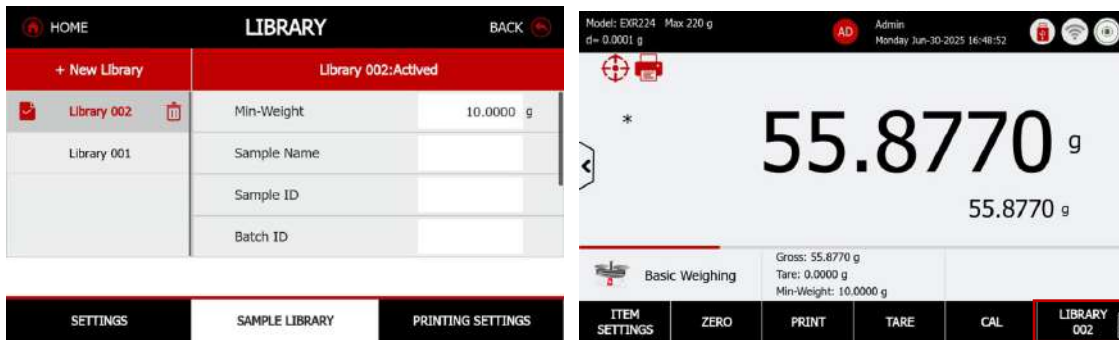 HOME LIBRARY BACK
+ New Library Library 002:Actived
Library 002 Min-Weight 10.0000 g
Library 001 Sample Name
Sample ID
Batch ID
SETTINGS SAMPLE LIBRARY PRINTING SETTINGS
Model: EXR224 Max 220 g
d= 0.0001 g
AD
Admin
Monday Jun-30-2025 16:48:52
*
55.8770 g
55.8770 g
Basic Weighing
Gross: 55.8770 g
Tare: 0.0000 g
Min-Weight: 10.0000 g
ITEM SETTINGS ZERO PRINT TARE CAL LIBRARY 002